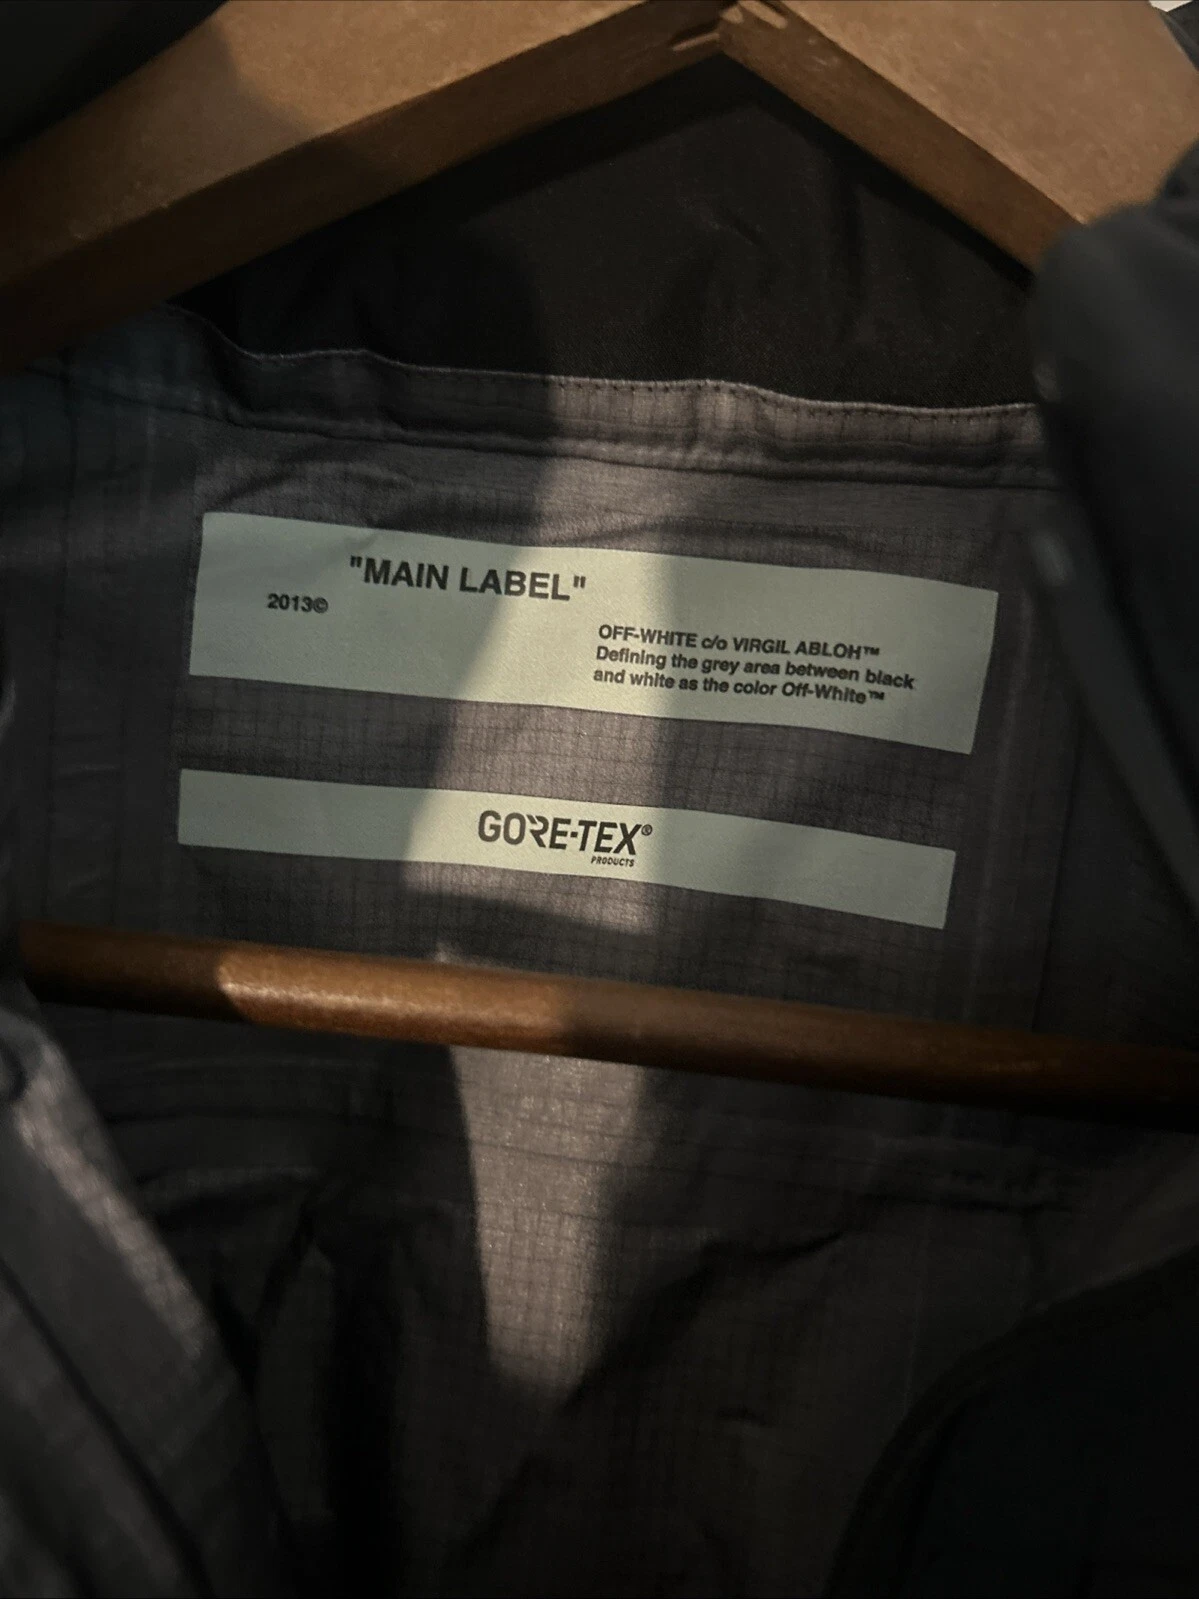 "MAIN LABEL"
2013©
OFF-WHITE c/o VIRGIL ABLOH™
Defining the grey area between black
and white as the color Off-White™
GORE-TEX®
PRODUCTS